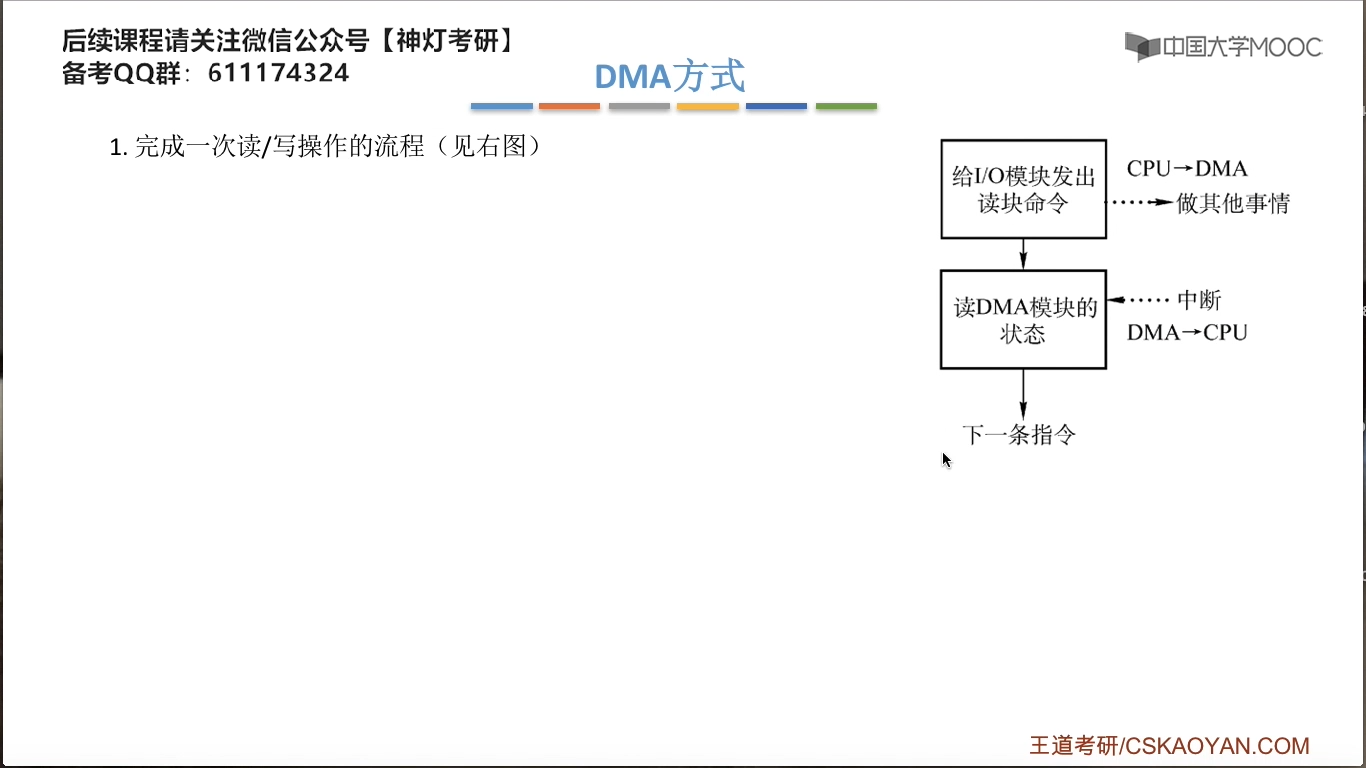 后续课程请关注微信公众号【神灯考研】
备考QQ群：611174324
中国大学MOOC
DMA方式
1. 完成一次读/写操作的流程（见右图）
给I/O模块发出
读块命令
CPU→DMA
做其他事情
读DMA模块的
状态
中断
DMA→CPU
下一条指令
王道考研/CSKAOYAN.COM